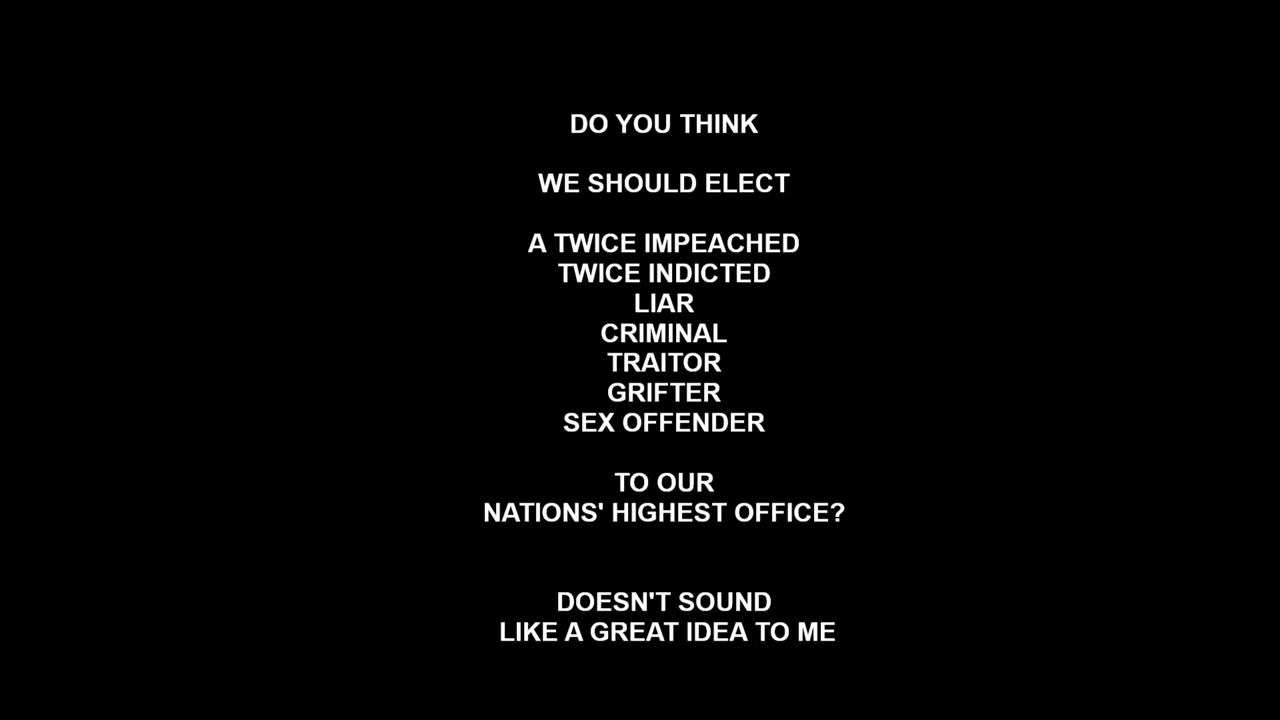 DO YOU THINK
WE SHOULD ELECT
A TWICE IMPEACHED
TWICE INDICTED
LIAR
CRIMINAL
TRAITOR
GRIFTER
SEX OFFENDER
TO OUR
NATIONS' HIGHEST OFFICE?
DOESN'T SOUND
LIKE A GREAT IDEA TO ME